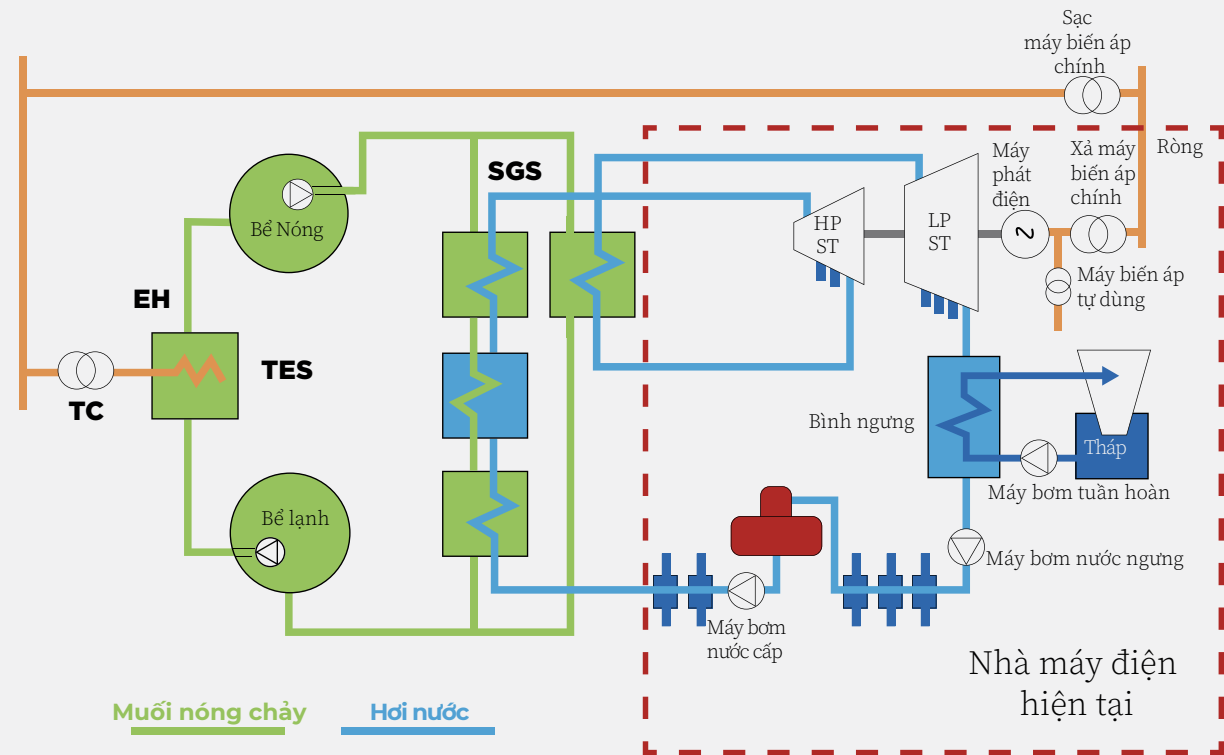 Sạc
máy biến áp
chính
Ròng
Máy
phát
điện
Xả máy
biến áp
chính
SGS
HP
ST
LP
ST
Bể Nóng
Máy biến áp
tự dùng
EH
TES
TC
Bình ngưng
Tháp
Máy bơm tuần hoàn
Bể lạnh
Máy bơm nước ngưng
Máy bơm
nước cấp
Nhà máy điện
hiện tại
Muối nóng chảy
Hơi nước